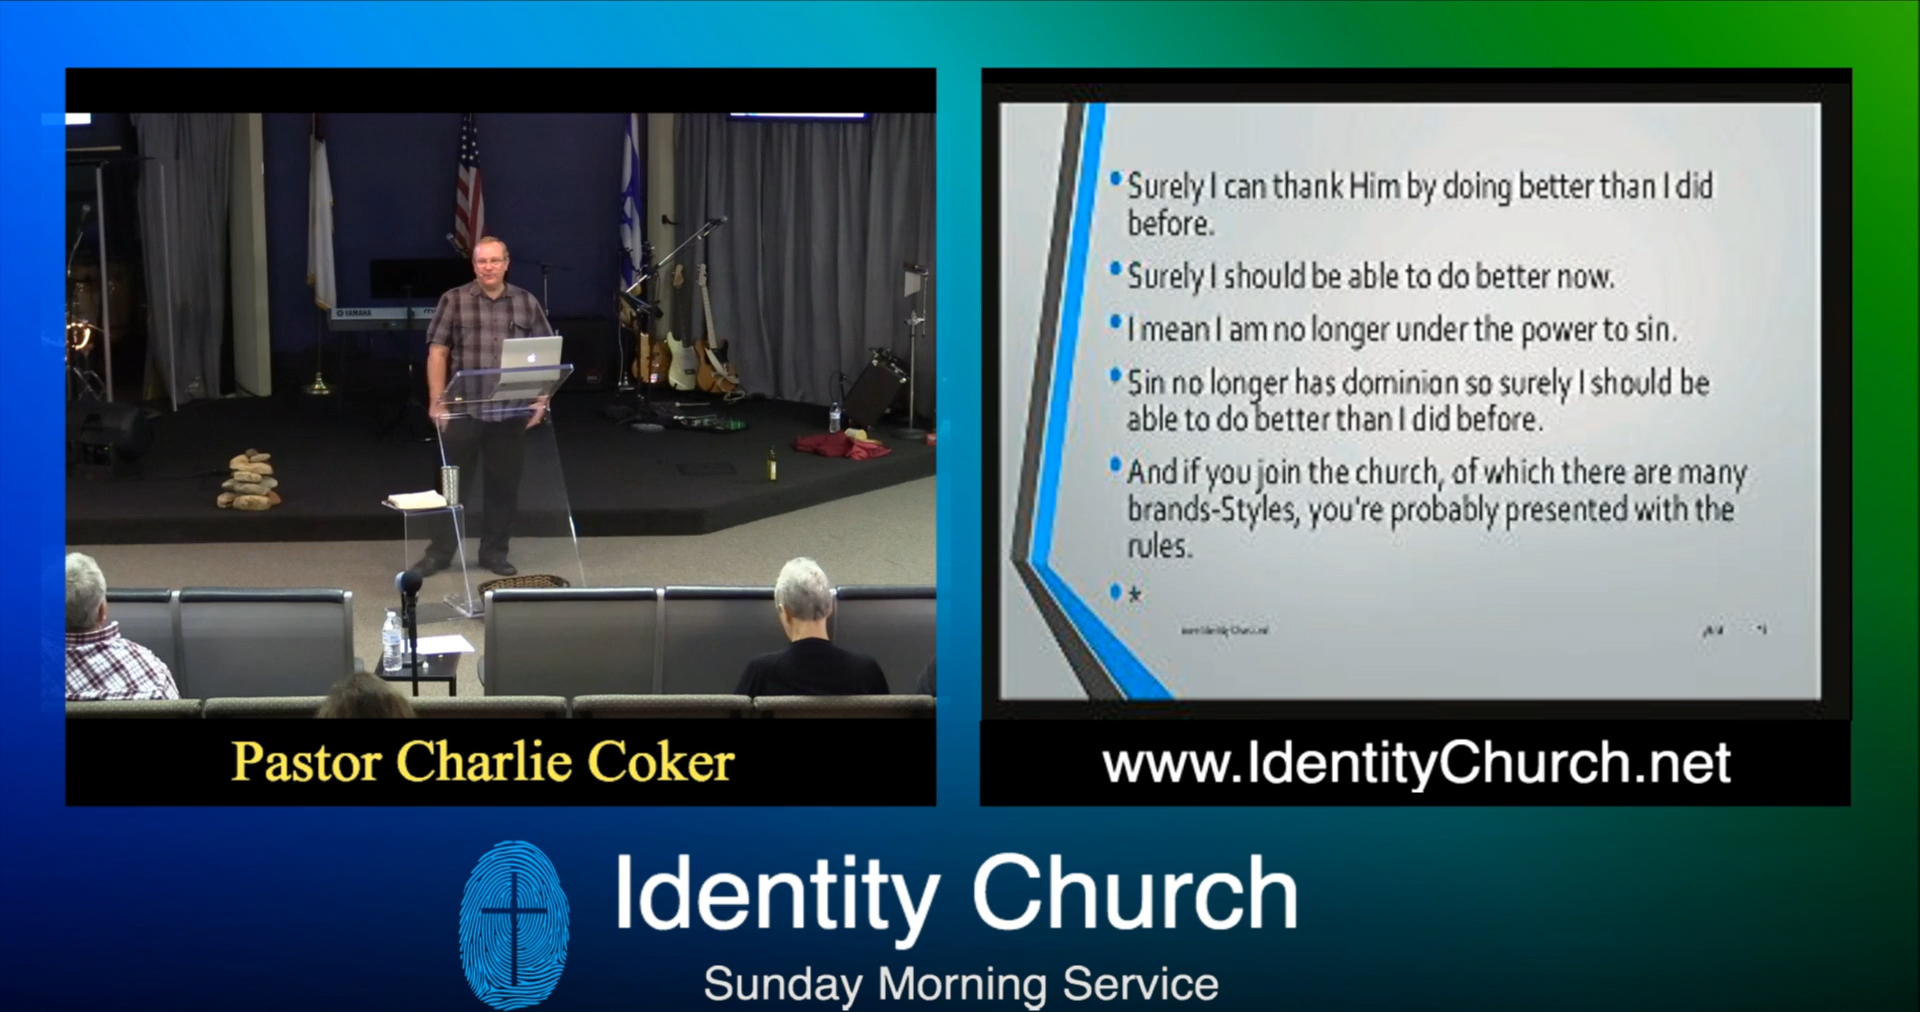 YAMAHA
Pastor Charlie Coker
• Surely I can thank Him by doing better than I did
before.
• Surely I should be able to do better now.
• I mean I am no longer under the power to sin.
• Sin no longer has dominion so surely I should be
able to do better than I did before.
• And if you join the church, of which there are many
brands-Styles, you're probably presented with the
rules.
• *
www.IdentityChurch.net
Identity Church
Sunday Morning Service